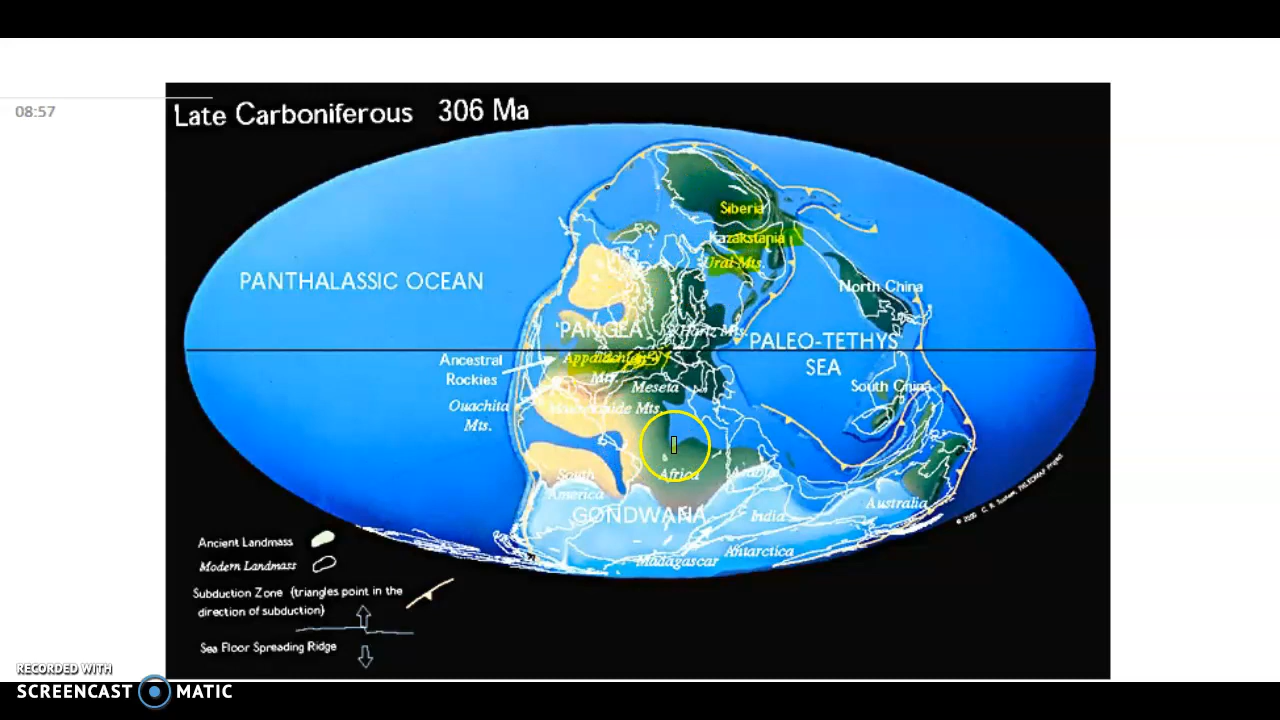 08:57
Late Carboniferous 306 Ma
Siberia
Kazakstania
Ural Mts.
PANTHALASSIC OCEAN
North China
PANGEA
Hartz Mts.
PALEO-TETHYS
SEA
Ancestral
Rockies
Appalachian
Mts.
Meseta
South China
Ouachita
Mts.
Mts.
South
America
Africa
Arabia
GONDWANA
India
Australia
Antarctica
Madagascar
Ancient Landmass
Modern Landmass
Subduction Zone (triangles point in the
direction of subduction)
Sea Floor Spreading Ridge
RECORDED WITH
SCREENCAST MATIC